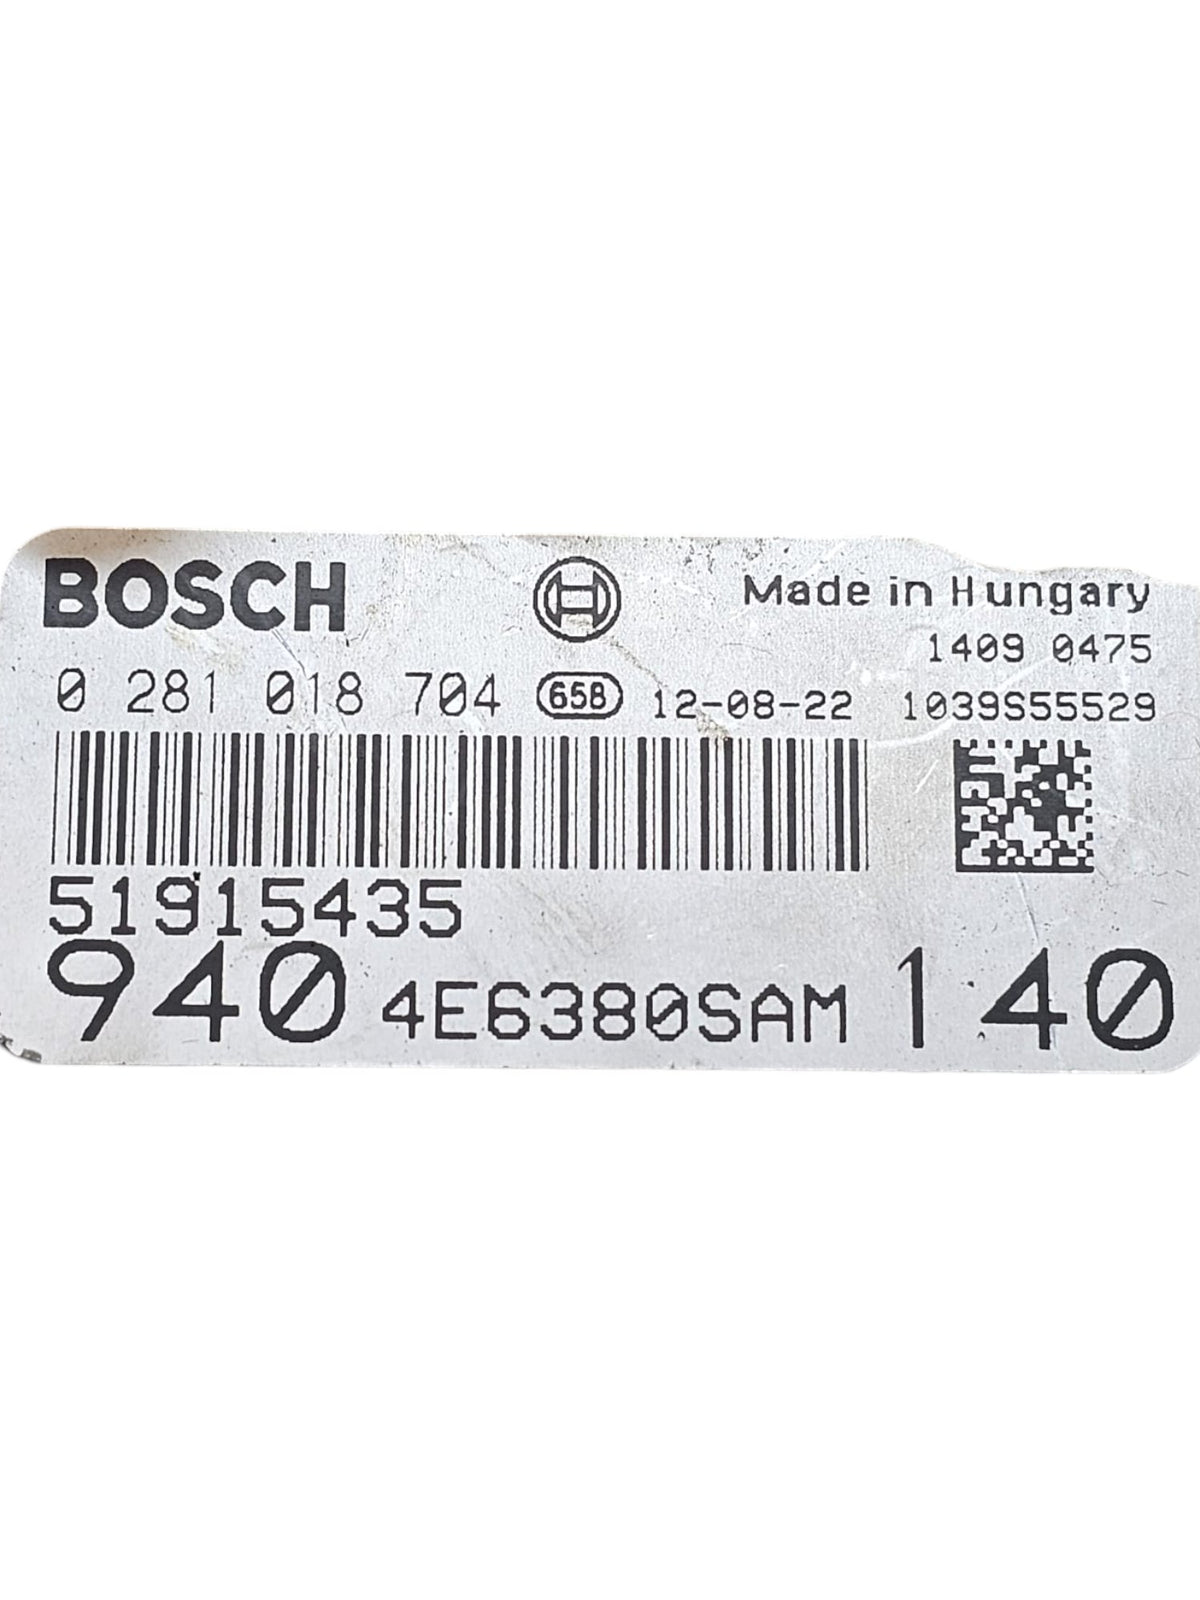 BOSCH Made in Hungary
1409 0475
0 281 018 704 658 12-08-22 1039S55529
51915435
940 4E6380SAM 140